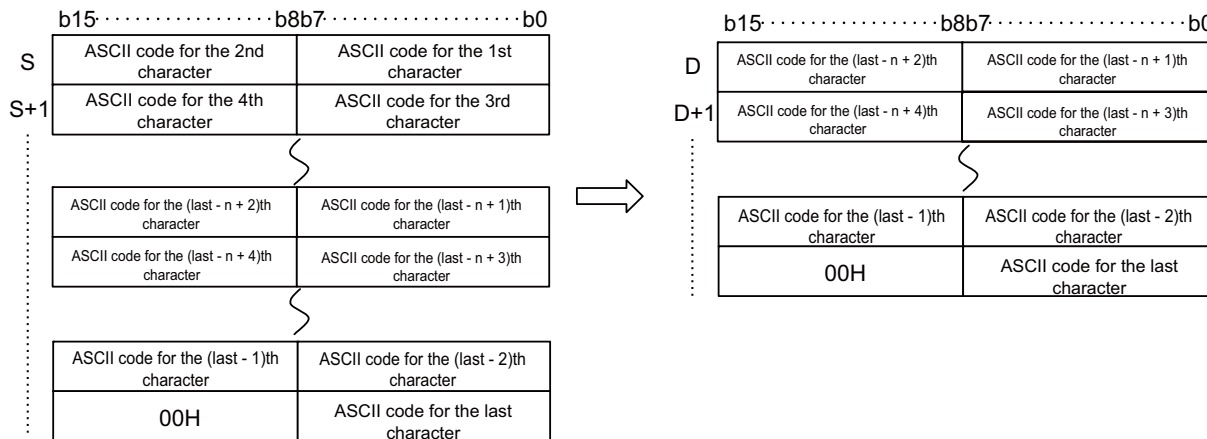 b15 b8b7 b0
S
ASCII code for the 2nd
character
ASCII code for the 1st
character
S+1
ASCII code for the 4th
character
ASCII code for the 3rd
character
ASCII code for the (last - n + 2)th
character
ASCII code for the (last - n + 1)th
character
ASCII code for the (last - n + 4)th
character
ASCII code for the (last - n + 3)th
character
ASCII code for the (last - 1)th
character
ASCII code for the (last - 2)th
character
00H
ASCII code for the last
character
b15 b8b7 b0
D
ASCII code for the (last - n + 2)th
character
ASCII code for the (last - n + 1)th
character
D+1
ASCII code for the (last - n + 4)th
character
ASCII code for the (last - n + 3)th
character
ASCII code for the (last - 1)th
character
ASCII code for the (last - 2)th
character
00H
ASCII code for the last
character